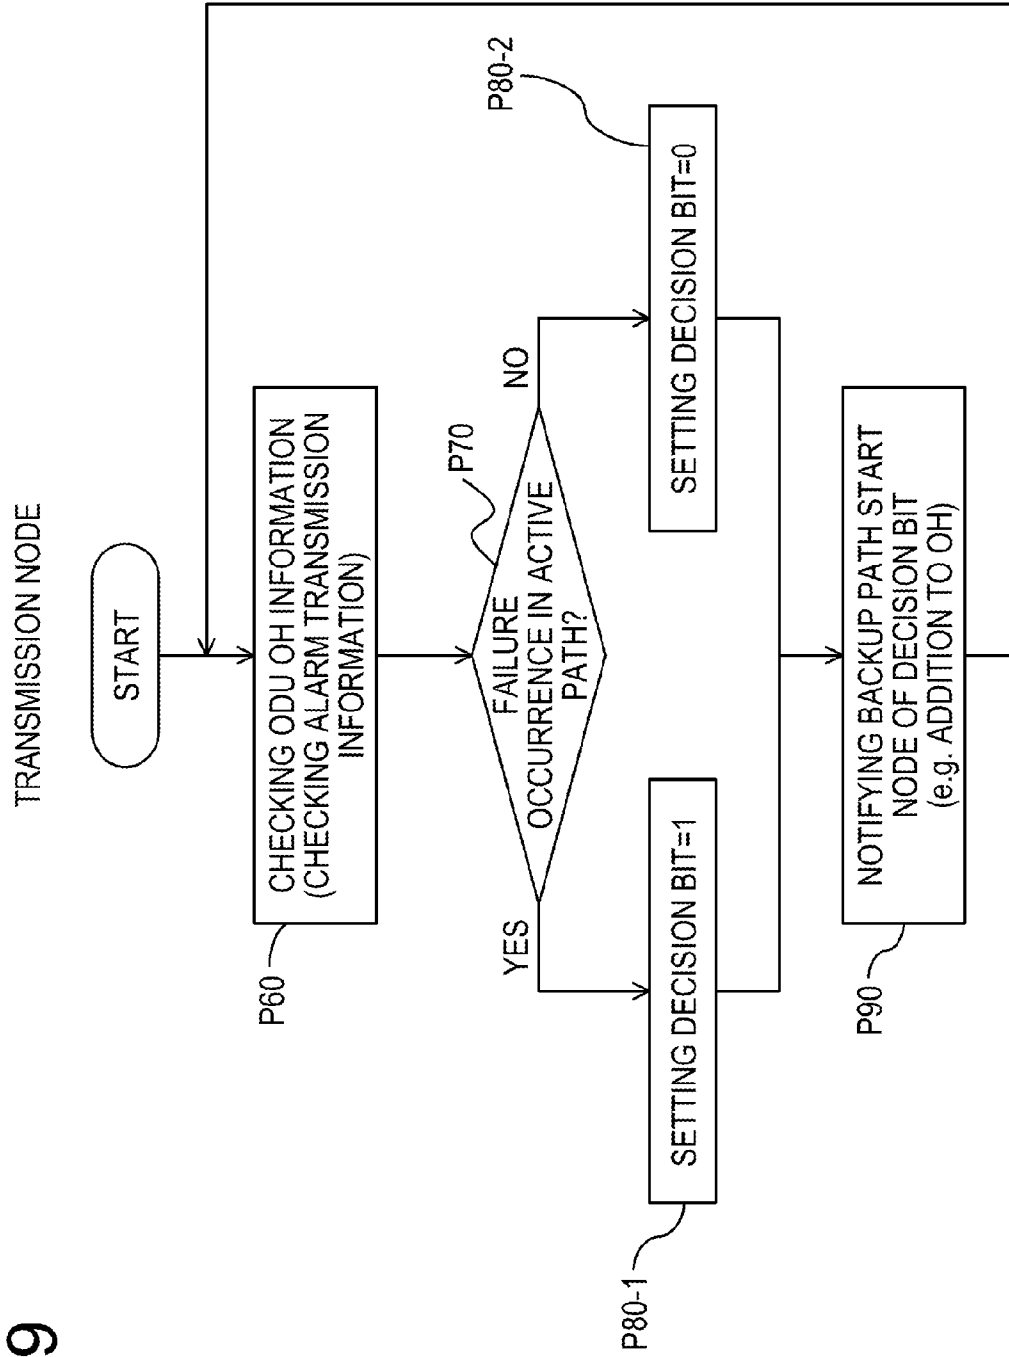 9
TRANSMISSION NODE
START
P60
CHECKING ODU OH INFORMATION
(CHECKING ALARM TRANSMISSION
INFORMATION)
P70
FAILURE
OCCURRENCE IN ACTIVE
PATH?
YES
NO
P80-1
SETTING DECISION BIT=1
P80-2
SETTING DECISION BIT=0
P90
NOTIFYING BACKUP PATH START
NODE OF DECISION BIT
(e.g. ADDITION TO OH)